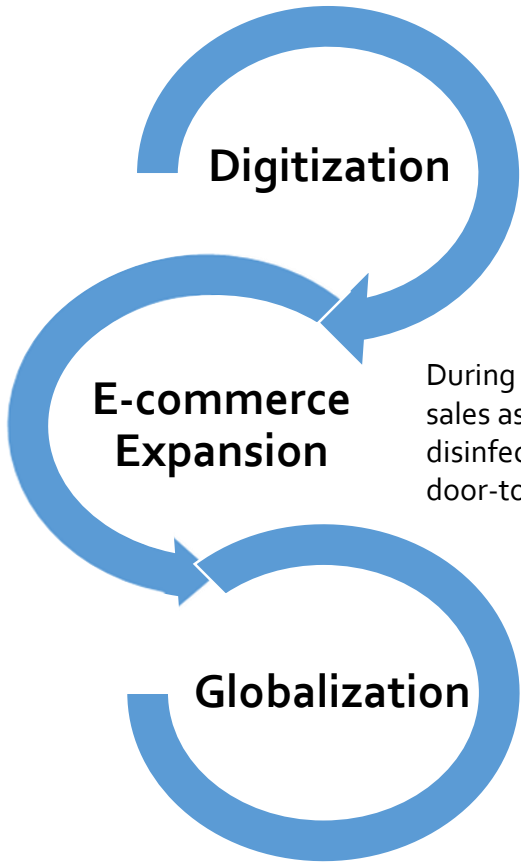 Digitization
E-commerce
Expansion
During
sales as
disinfec
door-to
Globalization